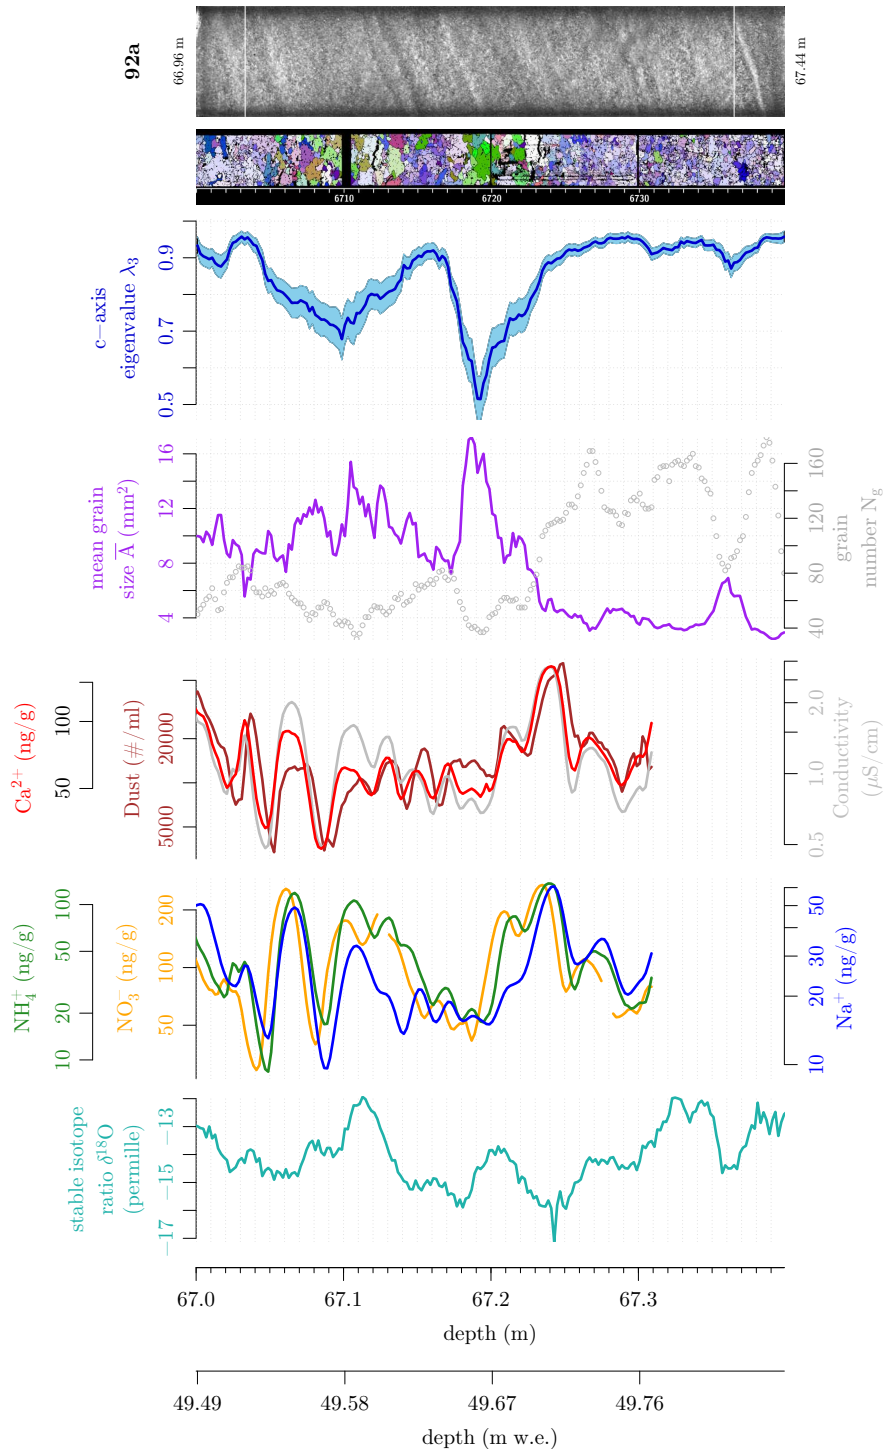 92a
66.96 m
67.44 m
6710
6720
6730
c−axis
eigenvalue λ₃
0.5
0.7
0.9
mean grain
size A̅ (mm²)
4
8
12
16
40
80
120
160
grain
number N_g
Ca²⁺ (ng/g)
50
100
Dust (#/ml)
5000
20000
0.5
1.0
2.0
Conductivity
(μS/cm)
NH₄⁺ (ng/g)
10
20
50
100
NO₃⁻ (ng/g)
50
100
200
10
20
30
50
Na⁺ (ng/g)
stable isotope
ratio δ¹⁸O
(permille)
−17
−15
−13
67.0
67.1
67.2
67.3
depth (m)
49.49
49.58
49.67
49.76
depth (m w.e.)